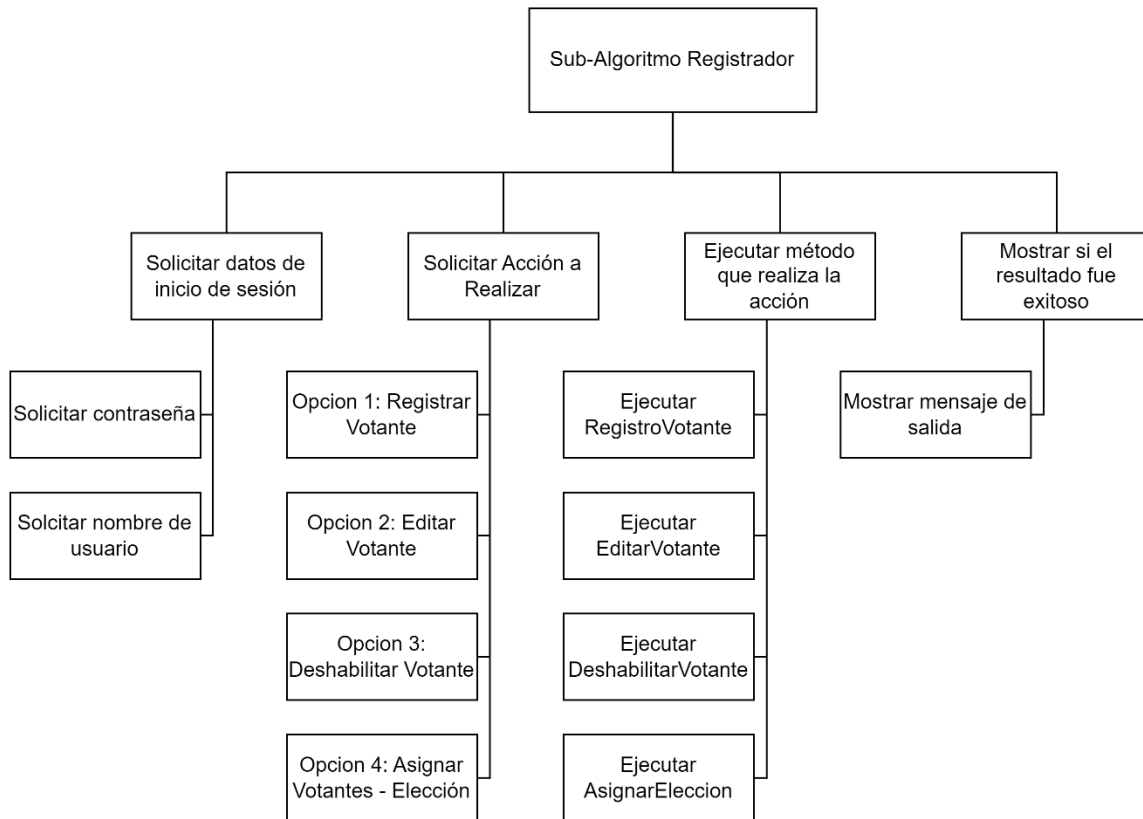 Sub-Algoritmo Registrador
Solicitar datos de
inicio de sesión
Solicitar Acción a
Realizar
Ejecutar método
que realiza la
acción
Mostrar si el
resultado fue
exitoso
Solicitar contraseña
Opcion 1: Registrar
Votante
Ejecutar
RegistroVotante
Mostrar mensaje de
salida
Solcitar nombre de
usuario
Opcion 2: Editar
Votante
Ejecutar
EditarVotante
Opcion 3:
Deshabilitar Votante
Ejecutar
DeshabilitarVotante
Opcion 4: Asignar
Votantes - Elección
Ejecutar
AsignarEleccion